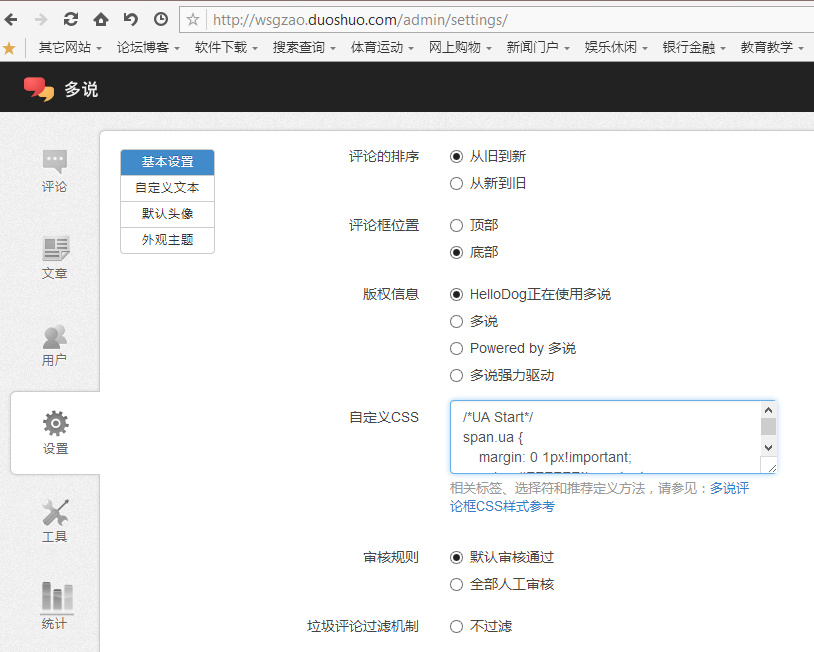 http://wsgzao.duoshuo.com/admin/settings/
其它网站 论坛博客 软件下载 搜索查询 体育运动 网上购物 新闻门户 娱乐休闲 银行金融 教育教学
多说
评论
文章
用户
设置
工具
统计
基本设置
自定义文本
默认头像
外观主题
评论的排序 从旧到新
从新到旧
评论框位置 顶部
底部
版权信息 HelloDog正在使用多说
多说
Powered by 多说
多说强力驱动
自定义CSS /*UA Start*/
span.ua {
margin: 0 1px!important;
相关标签、选择符和推荐定义方法，请参见：多说评
论框CSS样式参考
审核规则 默认审核通过
全部人工审核
垃圾评论过滤机制 不过滤